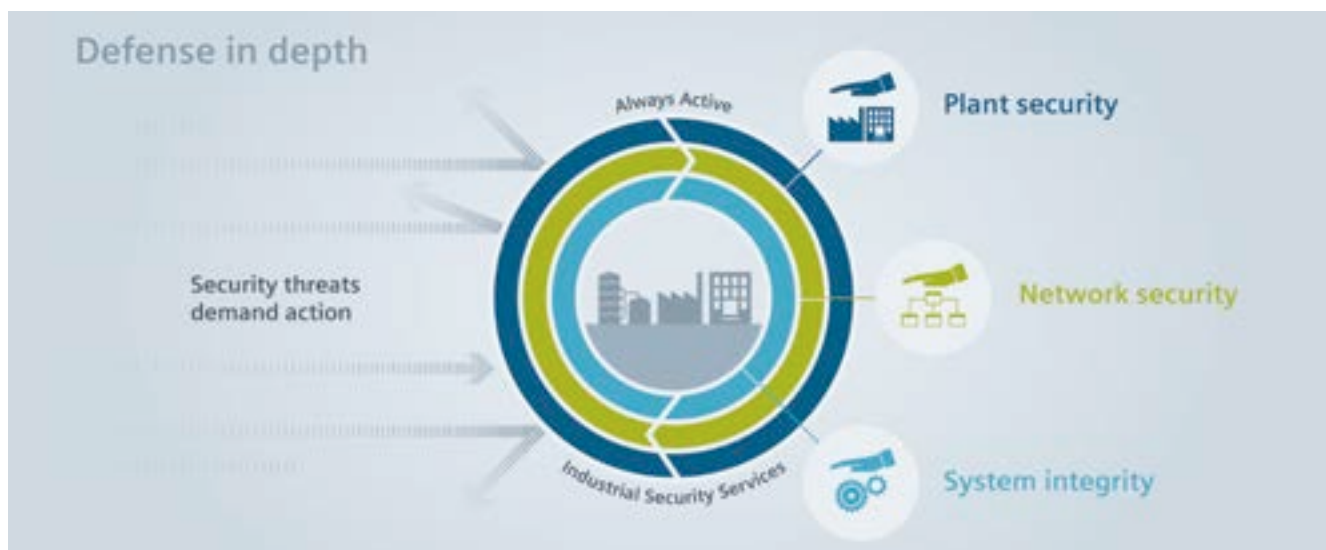 Defense in depth
Always Active
Plant security
Security threats
demand action
Network security
System integrity
Industrial Security Services